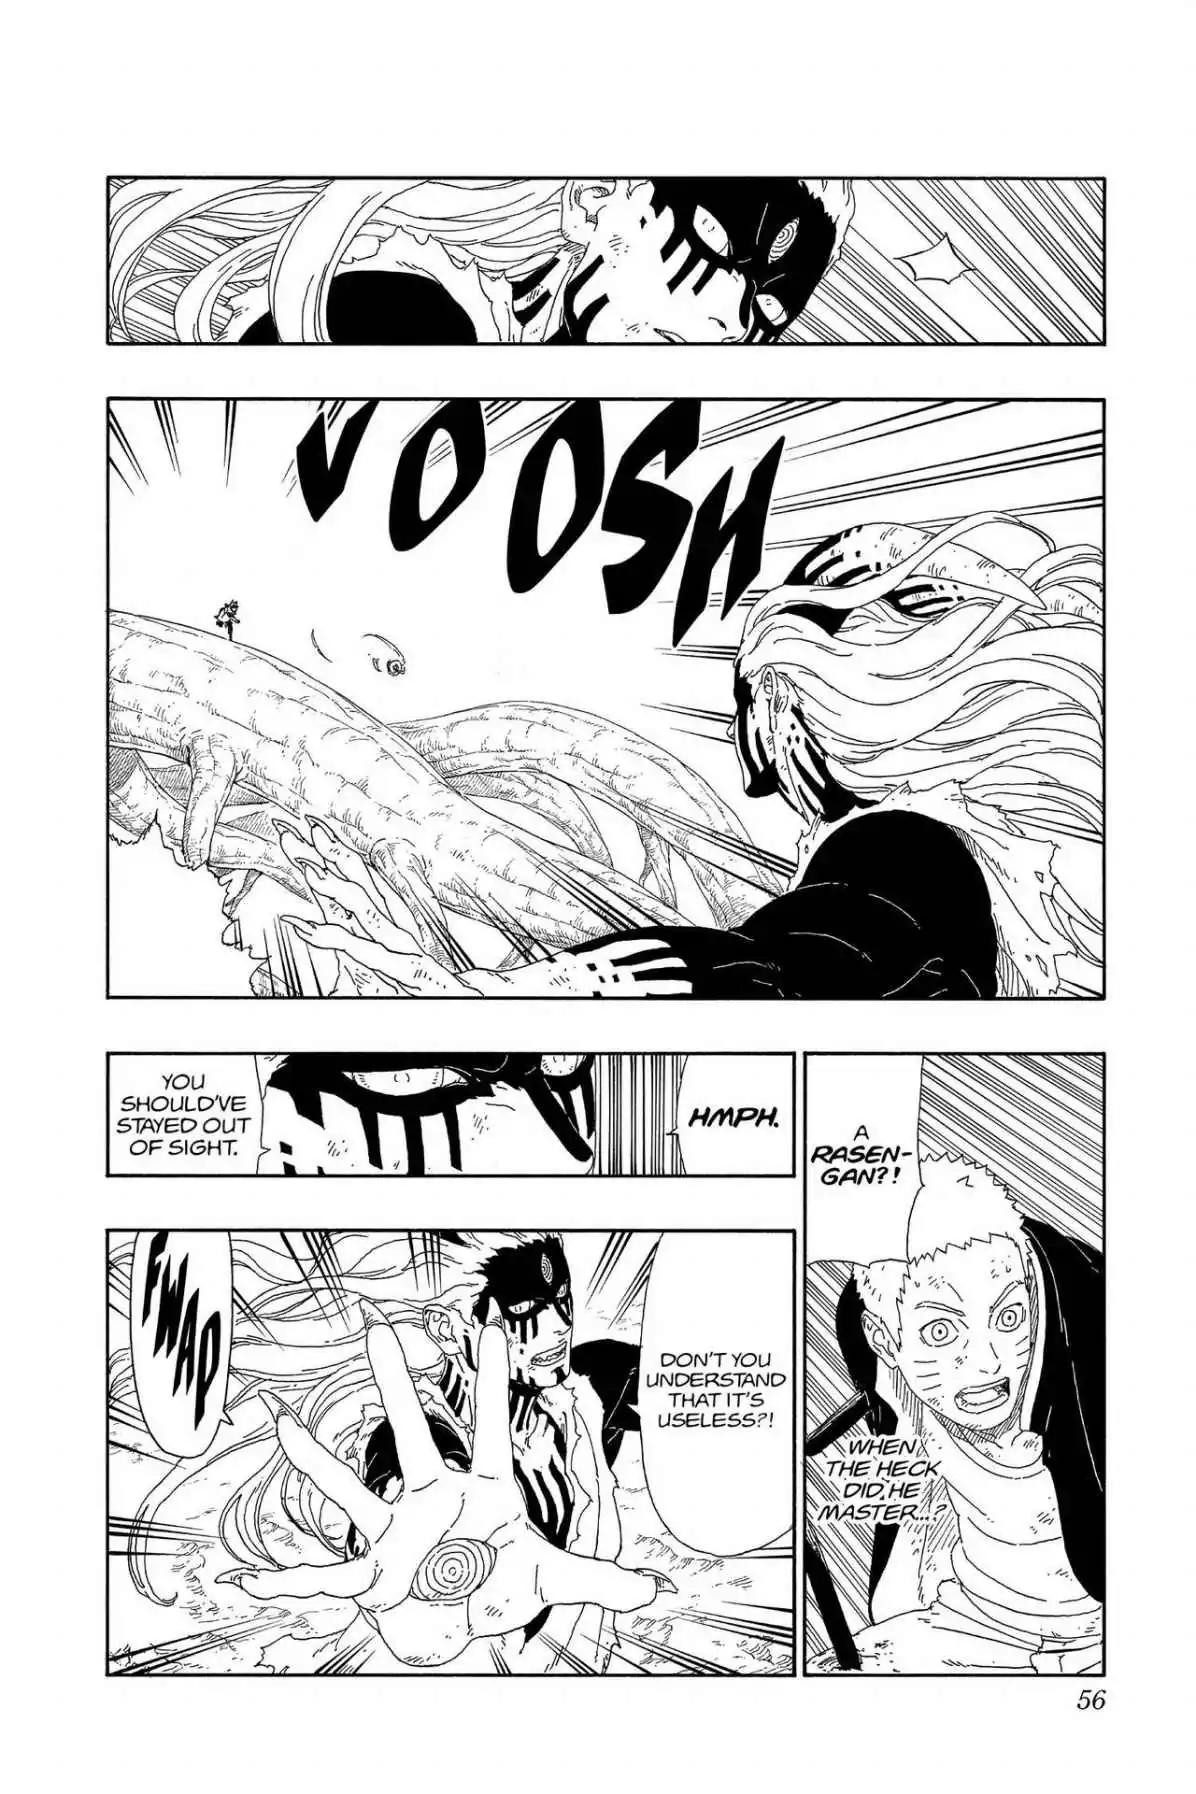 VOOSH
A
RASEN-
GAN?!
WHEN
THE HECK
DID HE
MASTER...?
HMPH.
YOU
SHOULD'VE
STAYED OUT
OF SIGHT.
DON'T YOU
UNDERSTAND
THAT IT'S
USELESS?!
FWAP
56